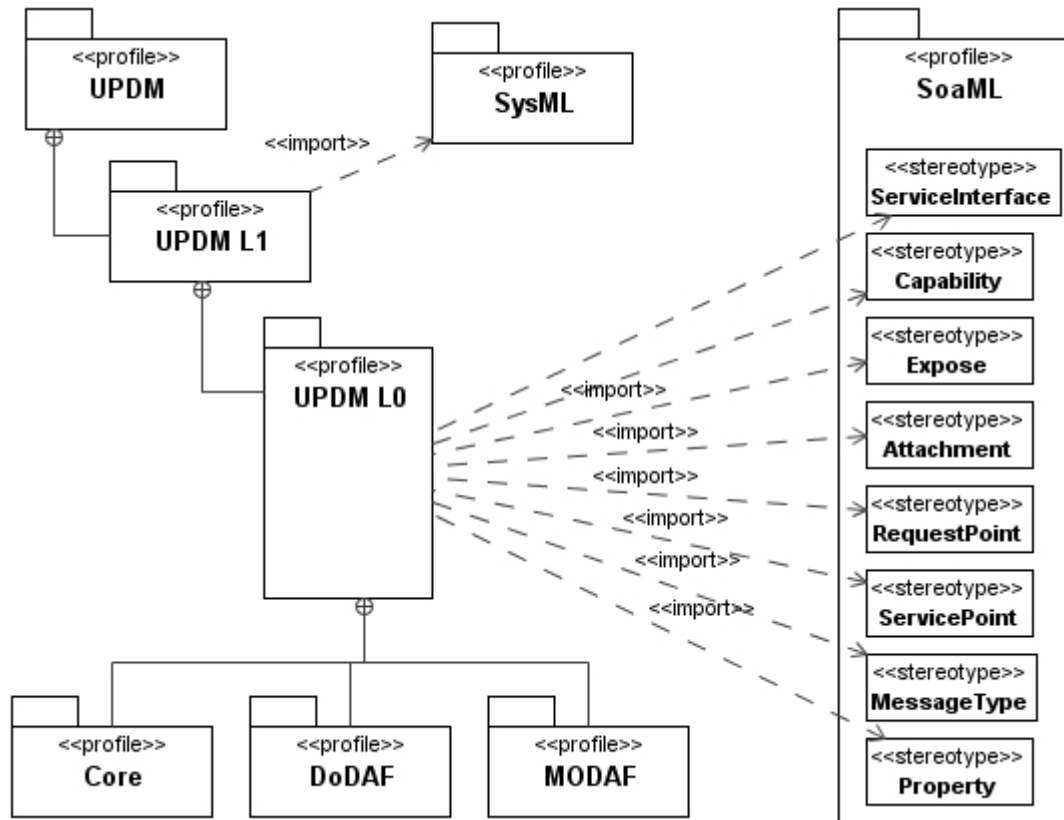 <<profile>>
UPDM
<<profile>>
SysML
<<profile>>
SoaML
<<import>>
<<profile>>
UPDM L1
<<stereotype>>
ServiceInterface
<<stereotype>>
Capability
<<profile>>
UPDM L0
<<stereotype>>
Expose
<<import>>
<<import>>
<<stereotype>>
Attachment
<<import>>
<<stereotype>>
RequestPoint
<<import>>
<<import>>
<<stereotype>>
ServicePoint
<<import>>
<<stereotype>>
MessageType
<<profile>>
Core
<<profile>>
DoDAF
<<profile>>
MODAF
<<stereotype>>
Property